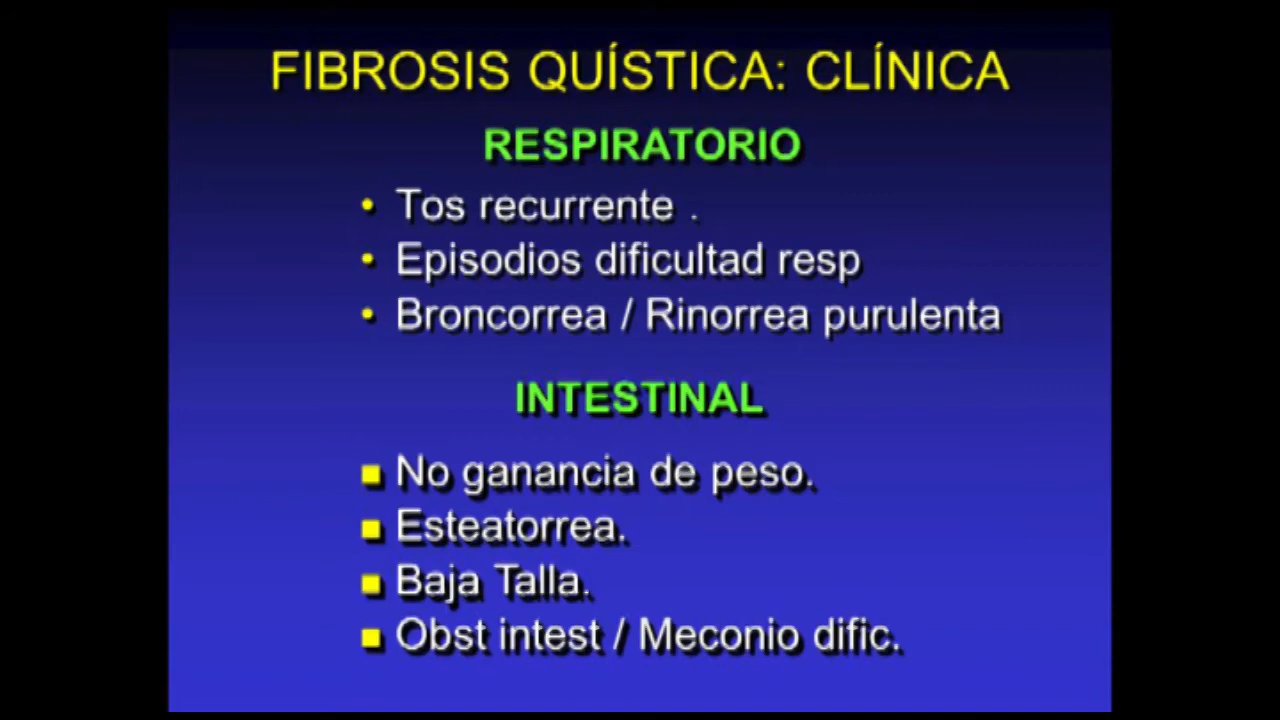 FIBROSIS QUÍSTICA: CLÍNICA
RESPIRATORIO
• Tos recurrente .
• Episodios dificultad resp
• Broncorrea / Rinorrea purulenta
INTESTINAL
■ No ganancia de peso.
■ Esteatorrea.
■ Baja Talla.
■ Obst intest / Meconio dific.